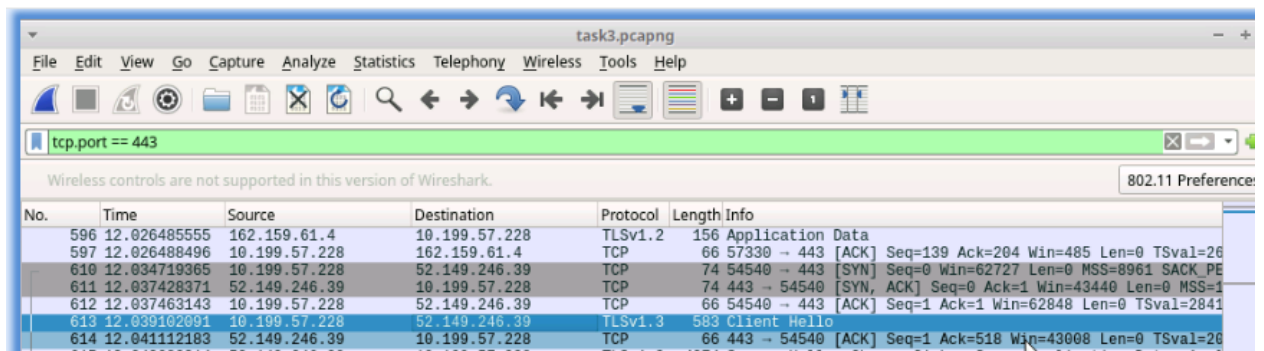 task3.pcapng
File Edit View Go Capture Analyze Statistics Telephony Wireless Tools Help
tcp.port == 443
Wireless controls are not supported in this version of Wireshark.
802.11 Preferences
No. Time Source Destination Protocol Length Info
596 12.026485555 162.159.61.4 10.199.57.228 TLSv1.2 156 Application Data
597 12.026488496 10.199.57.228 162.159.61.4 TCP 66 57330 → 443 [ACK] Seq=139 Ack=204 Win=485 Len=0 TSval=26
610 12.034719365 10.199.57.228 52.149.246.39 TCP 74 54540 → 443 [SYN] Seq=0 Win=62727 Len=0 MSS=8961 SACK_PE
611 12.037428371 52.149.246.39 10.199.57.228 TCP 74 443 → 54540 [SYN, ACK] Seq=0 Ack=1 Win=43440 Len=0 MSS=1
612 12.037463143 10.199.57.228 52.149.246.39 TCP 66 54540 → 443 [ACK] Seq=1 Ack=1 Win=62848 Len=0 TSval=2841
613 12.039102091 10.199.57.228 52.149.246.39 TLSv1.3 583 Client Hello
614 12.041112183 52.149.246.39 10.199.57.228 TCP 66 443 → 54540 [ACK] Seq=1 Ack=518 Win=43008 Len=0 TSval=20